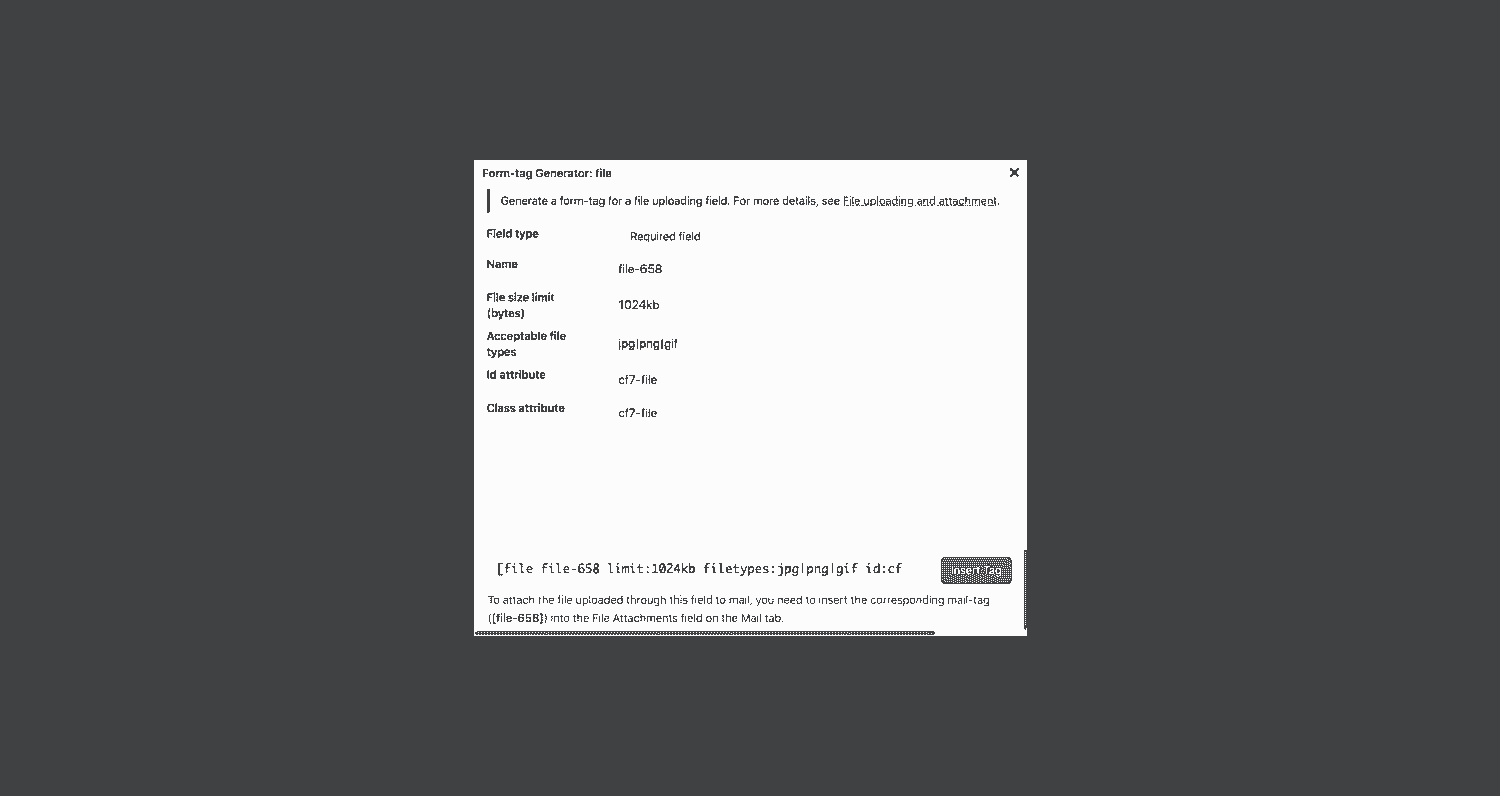 Form-tag Generator: file
Generate a form-tag for a file uploading field. For more details, see File uploading and attachment.
Field type
Required field
Name
file-658
File size limit
(bytes)
1024kb
Acceptable file
types
jpg|png|gif
Id attribute
cf7-file
Class attribute
cf7-file
[file file-658 limit:1024kb filetypes:jpg|png|gif id:cf
Insert Tag
To attach the file uploaded through this field to mail, you need to insert the corresponding mail-tag
([file-658]) into the File Attachments field on the Mail tab.